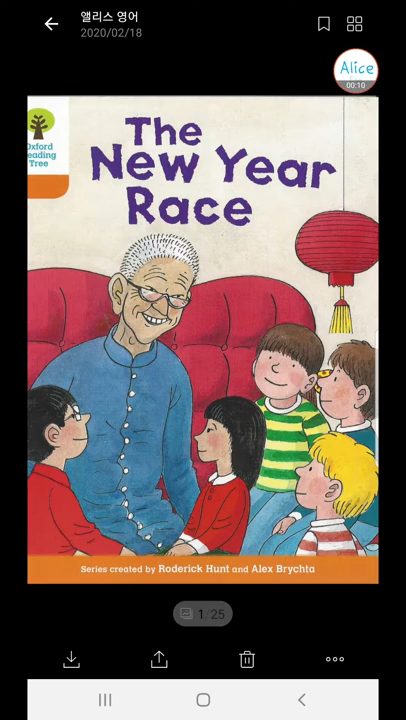 앨리스 영어
2020/02/18
Alice
00:10
Oxford
Reading
Tree
The
New Year
Race
Series created by Roderick Hunt and Alex Brychta
1/25